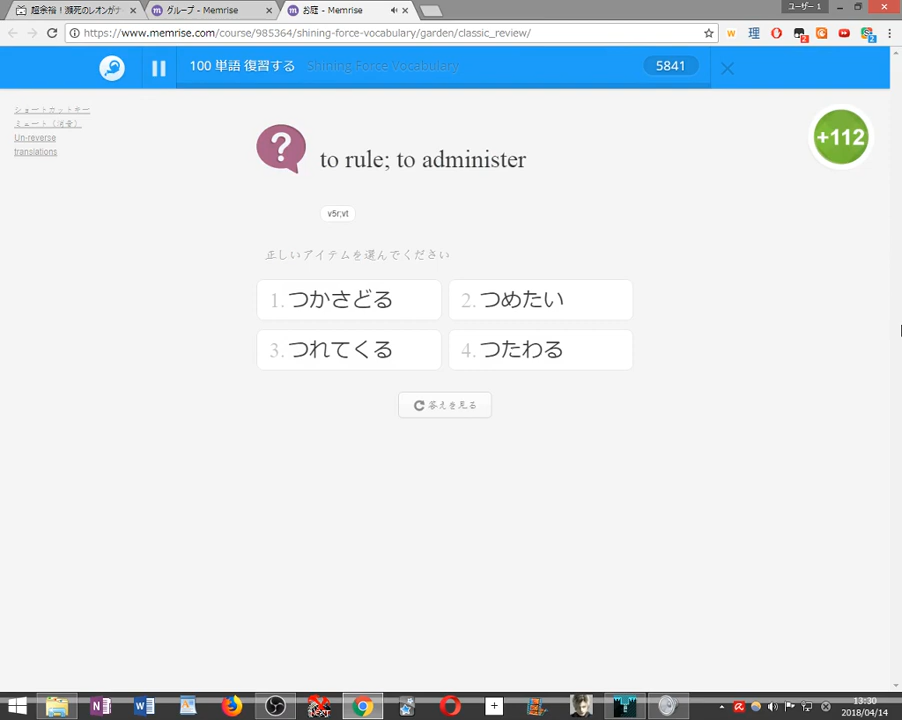 超余裕！瀕死のレオンがナ
グループ - Memrise
お庭 - Memrise
ユーザー 1
https://www.memrise.com/course/985364/shining-force-vocabulary/garden/classic_review/
100 単語 復習する
Shining Force Vocabulary
5841
ショートカットキー
ミュート（消音）
Un-reverse
translations
?
to rule; to administer
+112
v5r;vt
正しいアイテムを選んでください
1. つかさどる
2. つめたい
3. つれてくる
4. つたわる
答えを見る
13:30
2018/04/14